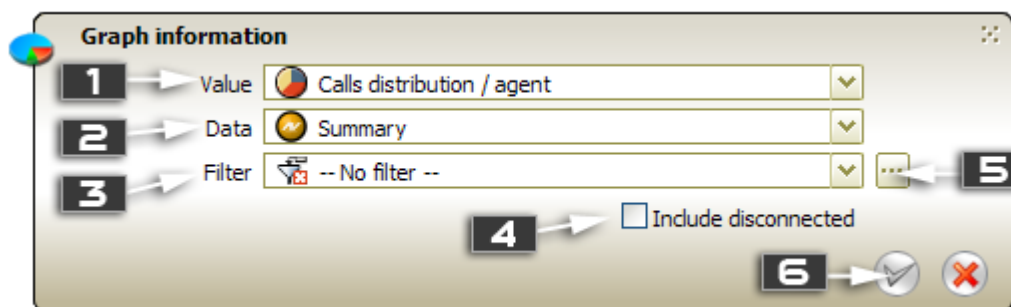 Graph information
1 Value Calls distribution / agent
2 Data Summary
3 Filter -- No filter -- ... 5
4 Include disconnected
6